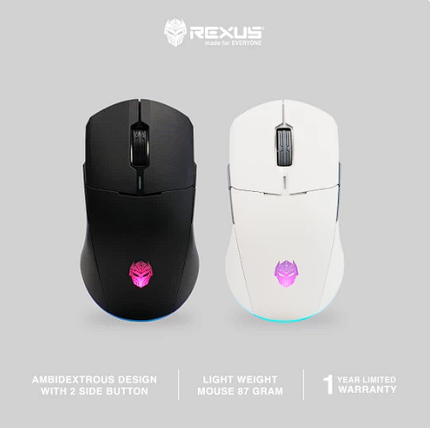 REXUS®
made for EVERYONE
AMBIDEXTROUS DESIGN
WITH 2 SIDE BUTTON
LIGHT WEIGHT
MOUSE 87 GRAM
1 YEAR LIMITED
WARRANTY